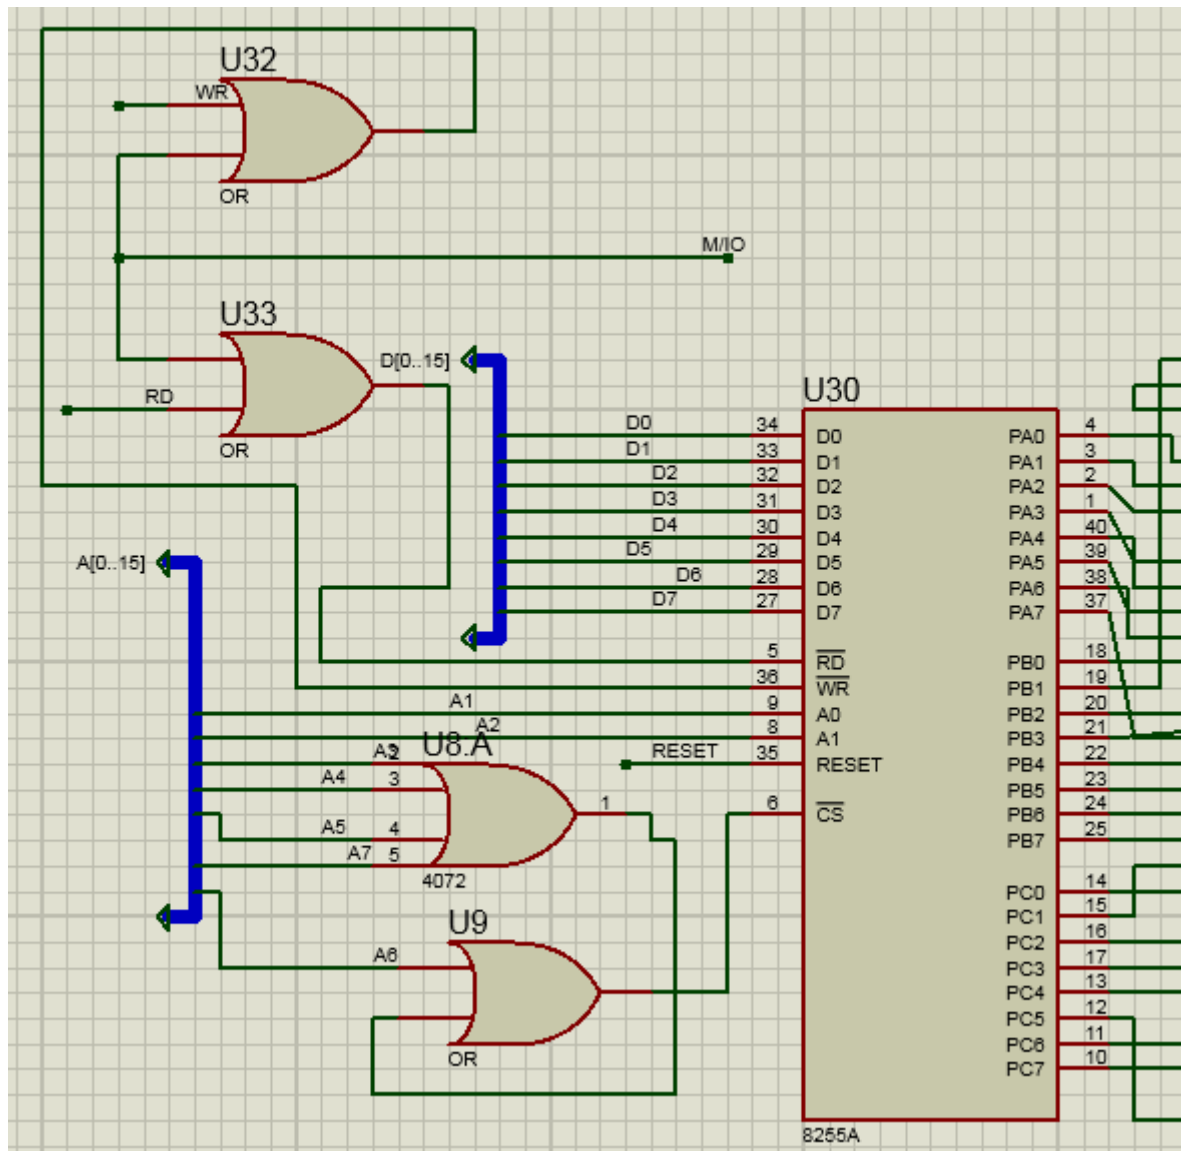 U32
WR
OR
M/IO
U33
RD
OR
D[0..15]
A[0..15]
U30
D0 34 D0 PA0 4
D1 33 D1 PA1 3
D2 32 D2 PA2 2
D3 31 D3 PA3 1
D4 30 D4 PA4 40
D5 29 D5 PA5 39
D6 28 D6 PA6 38
D7 27 D7 PA7 37
5 RD PB0 18
36 WR PB1 19
A1 9 A0 PB2 20
A2 8 A1 PB3 21
RESET 35 RESET PB4 22
PB5 23
6 CS PB6 24
PB7 25
PC0 14
PC1 15
PC2 16
PC3 17
PC4 13
PC5 12
PC6 11
PC7 10
8255A
U8.A
A3 2
A4 3
A5 4
A7 5
1
4072
U9
A6
OR